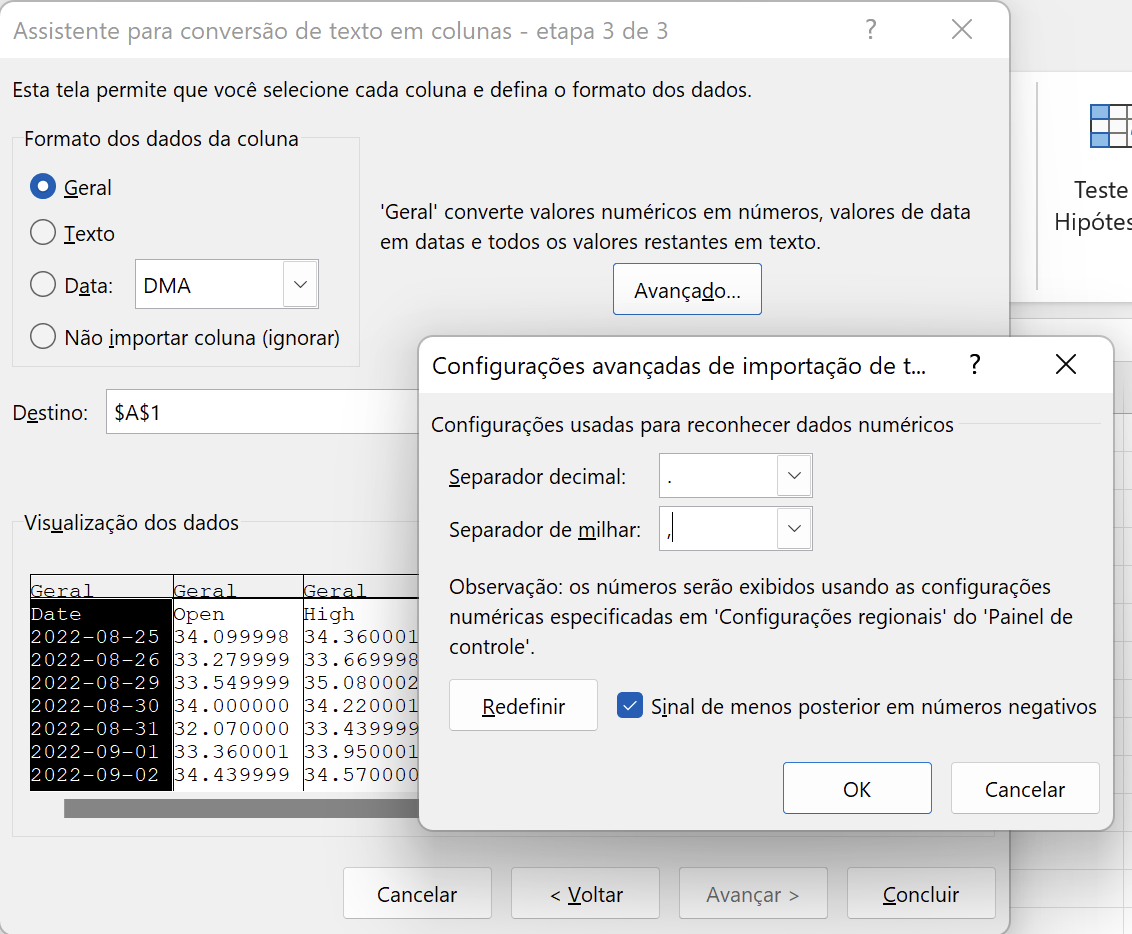 Assistente para conversão de texto em colunas - etapa 3 de 3
?
Esta tela permite que você selecione cada coluna e defina o formato dos dados.
Formato dos dados da coluna
Geral
Texto
Data: DMA
Não importar coluna (ignorar)
'Geral' converte valores numéricos em números, valores de data
em datas e todos os valores restantes em texto.
Avançado...
Teste
Hipótes
Destino: $A$1
Visualização dos dados
Geral Geral Geral
Date Open High
2022-08-25 34.099998 34.360001
2022-08-26 33.279999 33.669998
2022-08-29 33.549999 35.080002
2022-08-30 34.000000 34.220001
2022-08-31 32.070000 33.439999
2022-09-01 33.360001 33.950001
2022-09-02 34.439999 34.570000
Configurações avançadas de importação de t... ?
Configurações usadas para reconhecer dados numéricos
Separador decimal: .
Separador de milhar: ,
Observação: os números serão exibidos usando as configurações
numéricas especificadas em 'Configurações regionais' do 'Painel de
controle'.
Redefinir
Sinal de menos posterior em números negativos
OK Cancelar
Cancelar < Voltar Avançar > Concluir